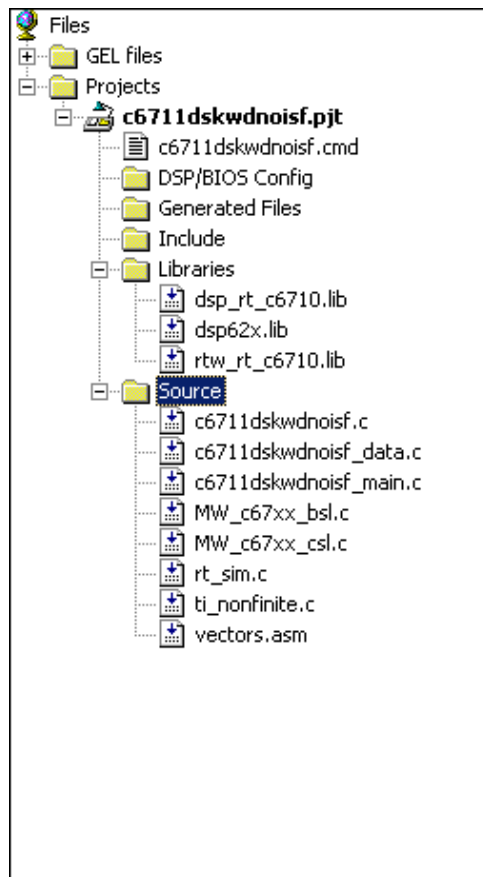 Files
GEL files
Projects
c6711dskwdnoisf.pjt
c6711dskwdnoisf.cmd
DSP/BIOS Config
Generated Files
Include
Libraries
dsp_rt_c6710.lib
dsp62x.lib
rtw_rt_c6710.lib
Source
c6711dskwdnoisf.c
c6711dskwdnoisf_data.c
c6711dskwdnoisf_main.c
MW_c67xx_bsl.c
MW_c67xx_csl.c
rt_sim.c
ti_nonfinite.c
vectors.asm